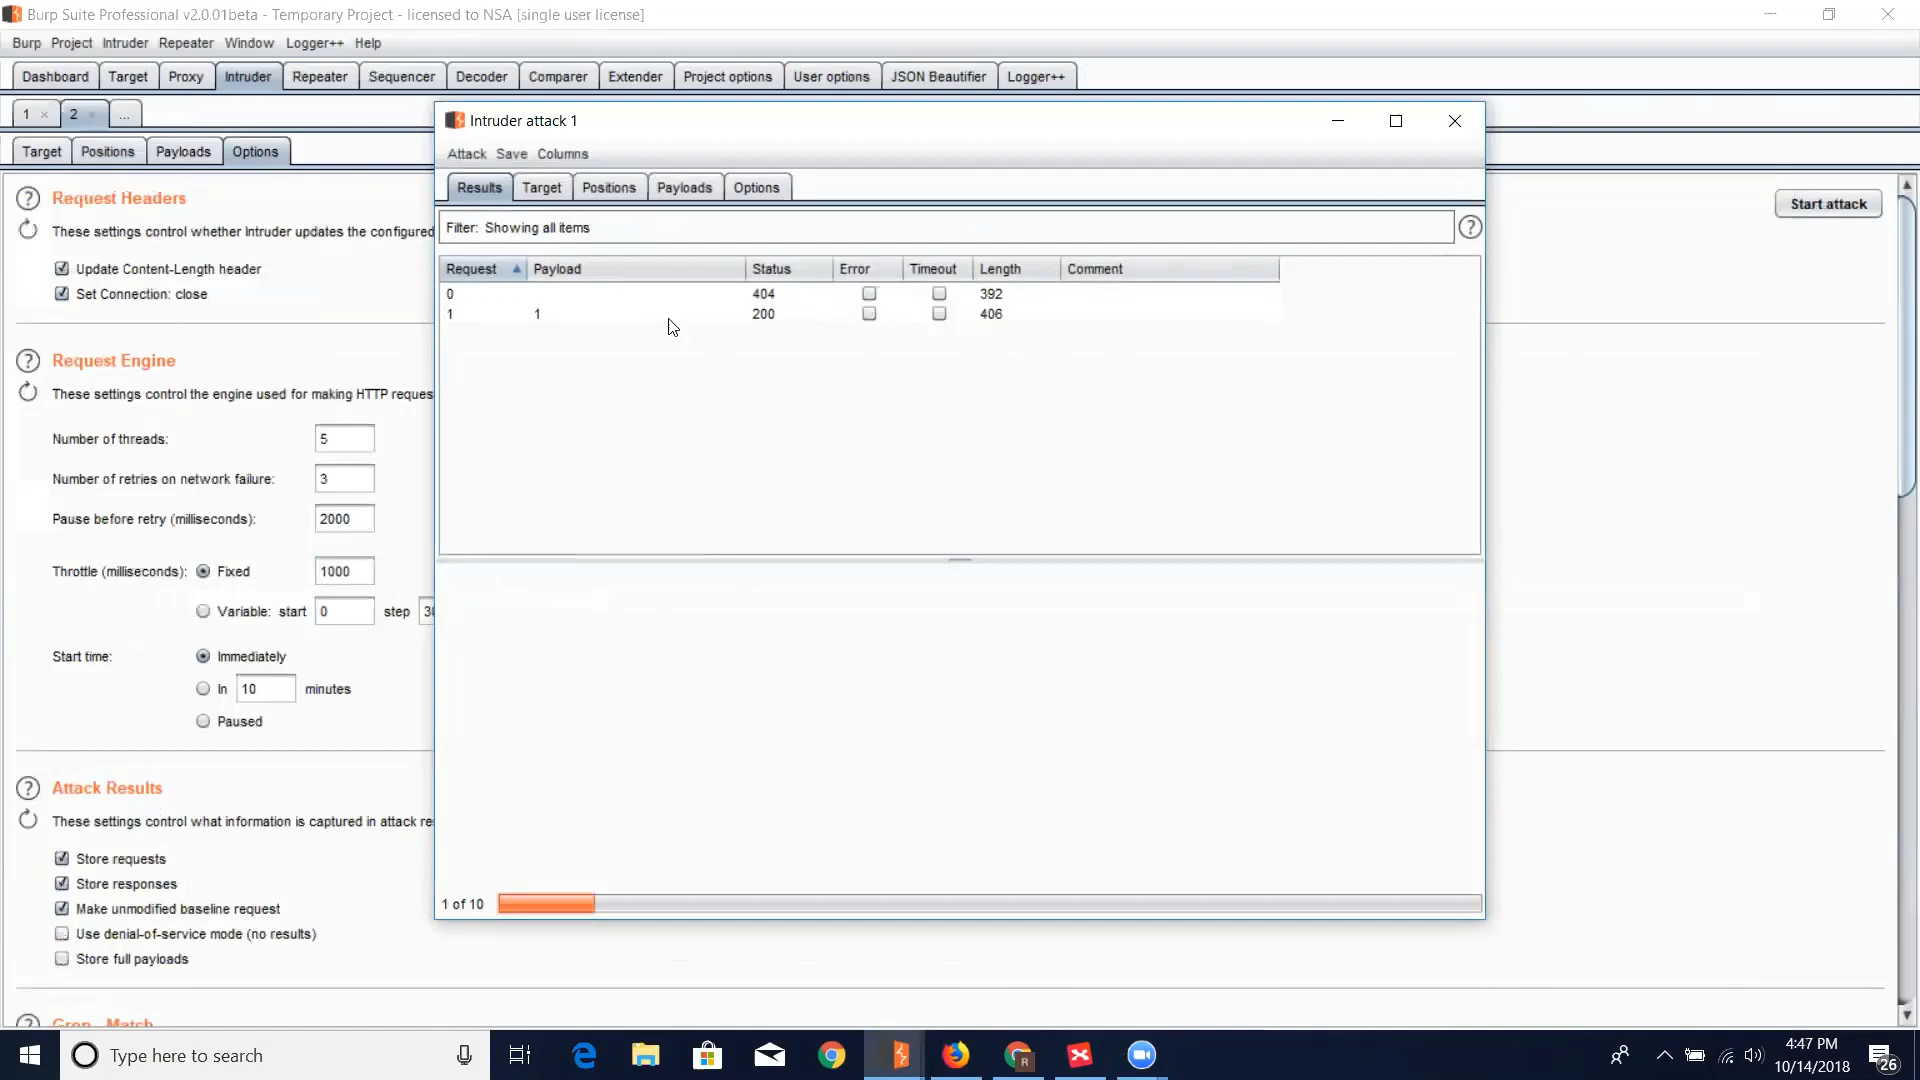 Burp Suite Professional v2.0.01beta - Temporary Project - licensed to NSA [single user license]
Burp Project Intruder Repeater Window Logger++ Help
Dashboard Target Proxy Intruder Repeater Sequencer Decoder Comparer Extender Project options User options JSON Beautifier Logger++
1 × 2 × ...
Target Positions Payloads Options
Request Headers
These settings control whether Intruder updates the configured
Update Content-Length header
Set Connection: close
Request Engine
These settings control the engine used for making HTTP reques
Number of threads: 5
Number of retries on network failure: 3
Pause before retry (milliseconds): 2000
Throttle (milliseconds): Fixed 1000
Variable: start 0 step 30
Start time: Immediately
In 10 minutes
Paused
Attack Results
These settings control what information is captured in attack re
Store requests
Store responses
Make unmodified baseline request
Use denial-of-service mode (no results)
Store full payloads
Grep - Match
Start attack
Intruder attack 1
Attack Save Columns
Results Target Positions Payloads Options
Filter: Showing all items
Request Payload Status Error Timeout Length Comment
0 404 392
1 1 200 406
1 of 10
Type here to search
4:47 PM
10/14/2018
26